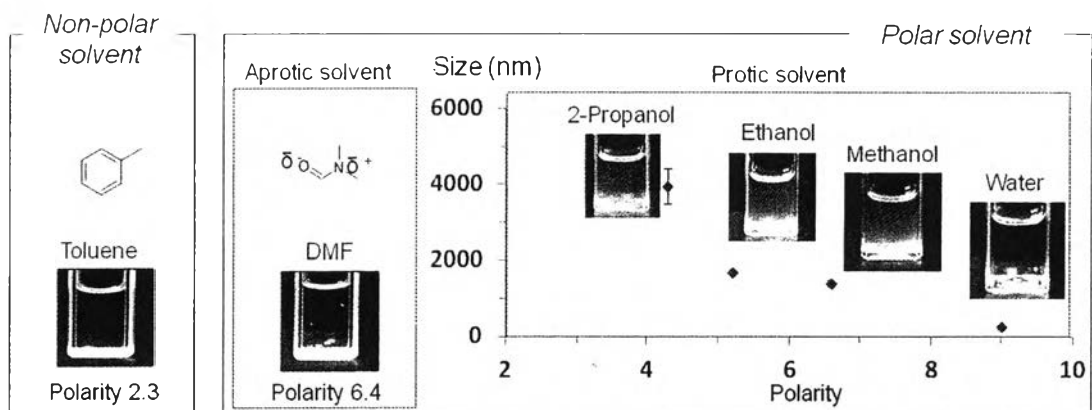 Non-polar
solvent
Toluene
Polarity 2.3
Polar solvent
Aprotic solvent
δ⁻ O N δ⁺
DMF
Polarity 6.4
Size (nm)
Protic solvent
6000
4000
2000
0
2-Propanol
Ethanol
Methanol
Water
2 4 6 8 10
Polarity